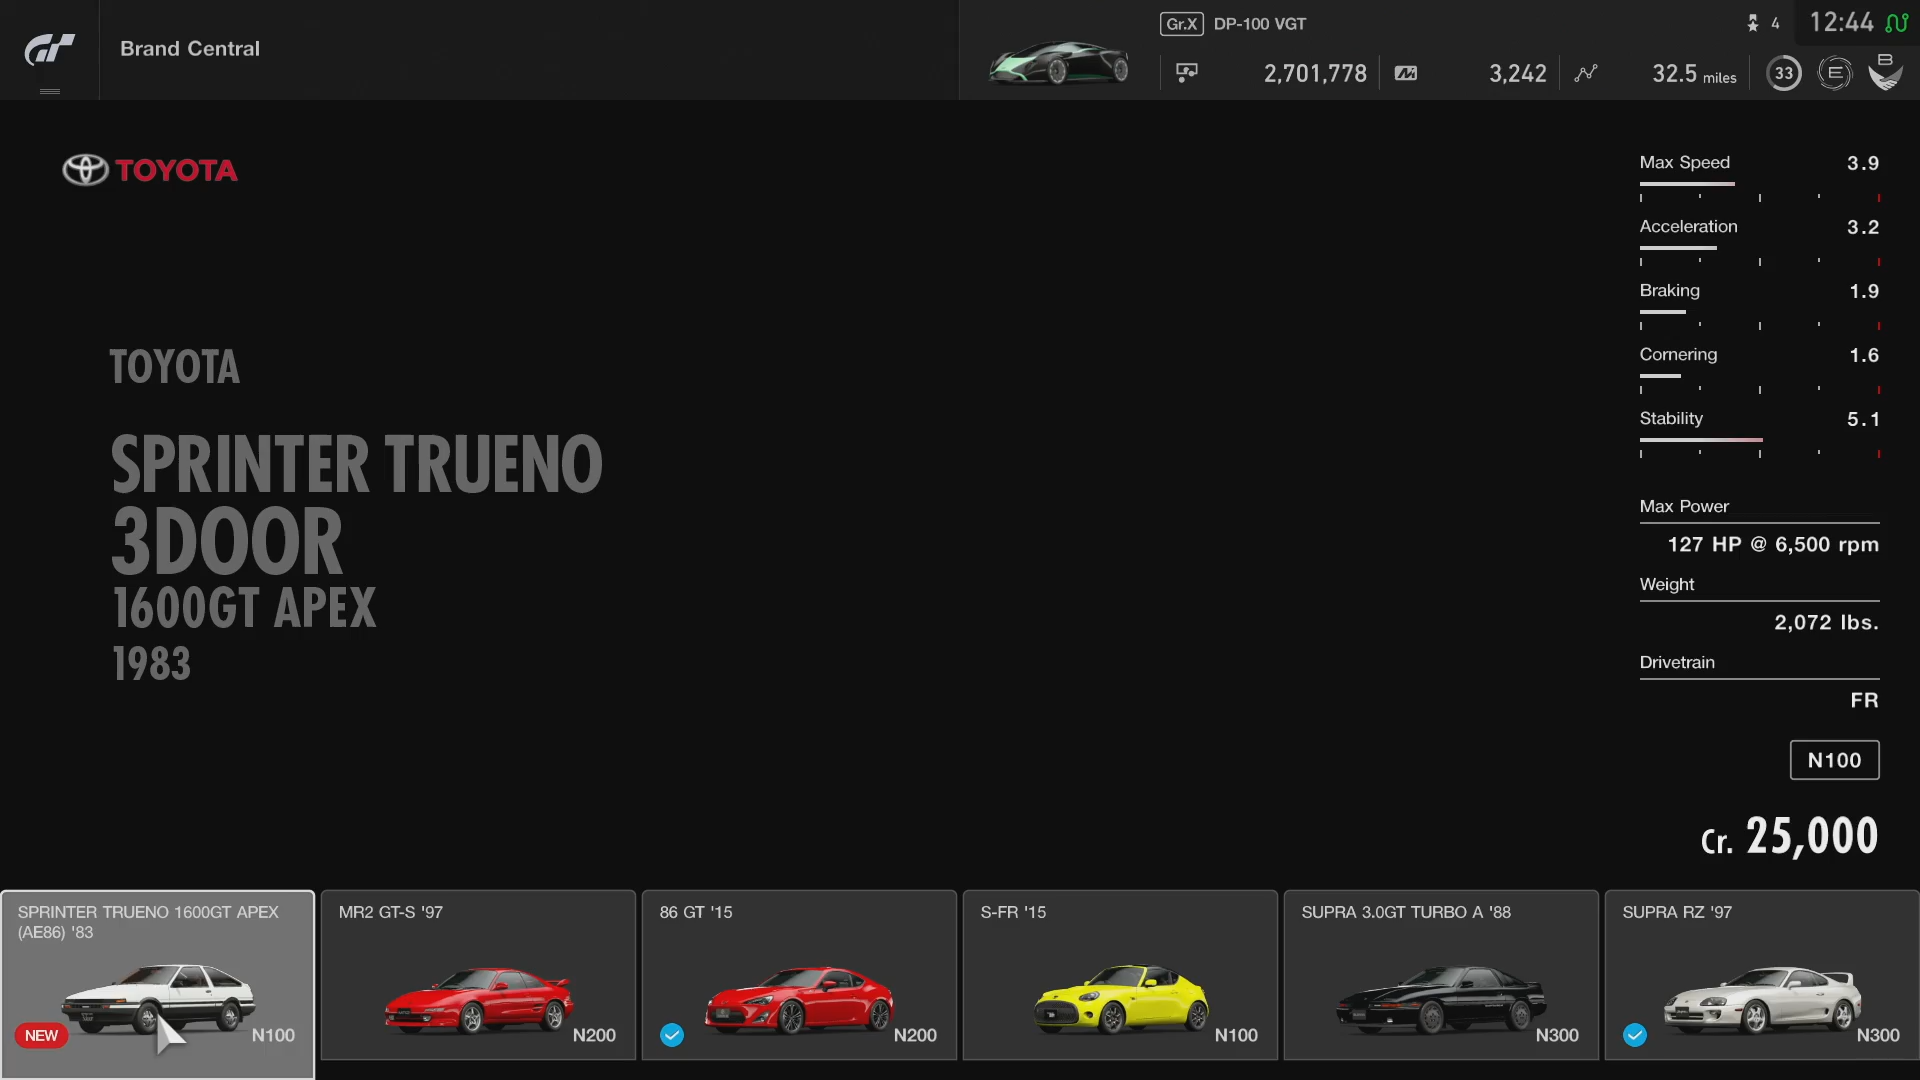 Brand Central
Gr.X DP-100 VGT
4
12:44
2,701,778
3,242
32.5 miles
33
E
B
TOYOTA
TOYOTA
SPRINTER TRUENO
3DOOR
1600GT APEX
1983
Max Speed 3.9
Acceleration 3.2
Braking 1.9
Cornering 1.6
Stability 5.1
Max Power
127 HP @ 6,500 rpm
Weight
2,072 lbs.
Drivetrain
FR
N100
Cr. 25,000
SPRINTER TRUENO 1600GT APEX
(AE86) '83
NEW
N100
MR2 GT-S '97
N200
86 GT '15
N200
S-FR '15
N100
SUPRA 3.0GT TURBO A '88
N300
SUPRA RZ '97
N300